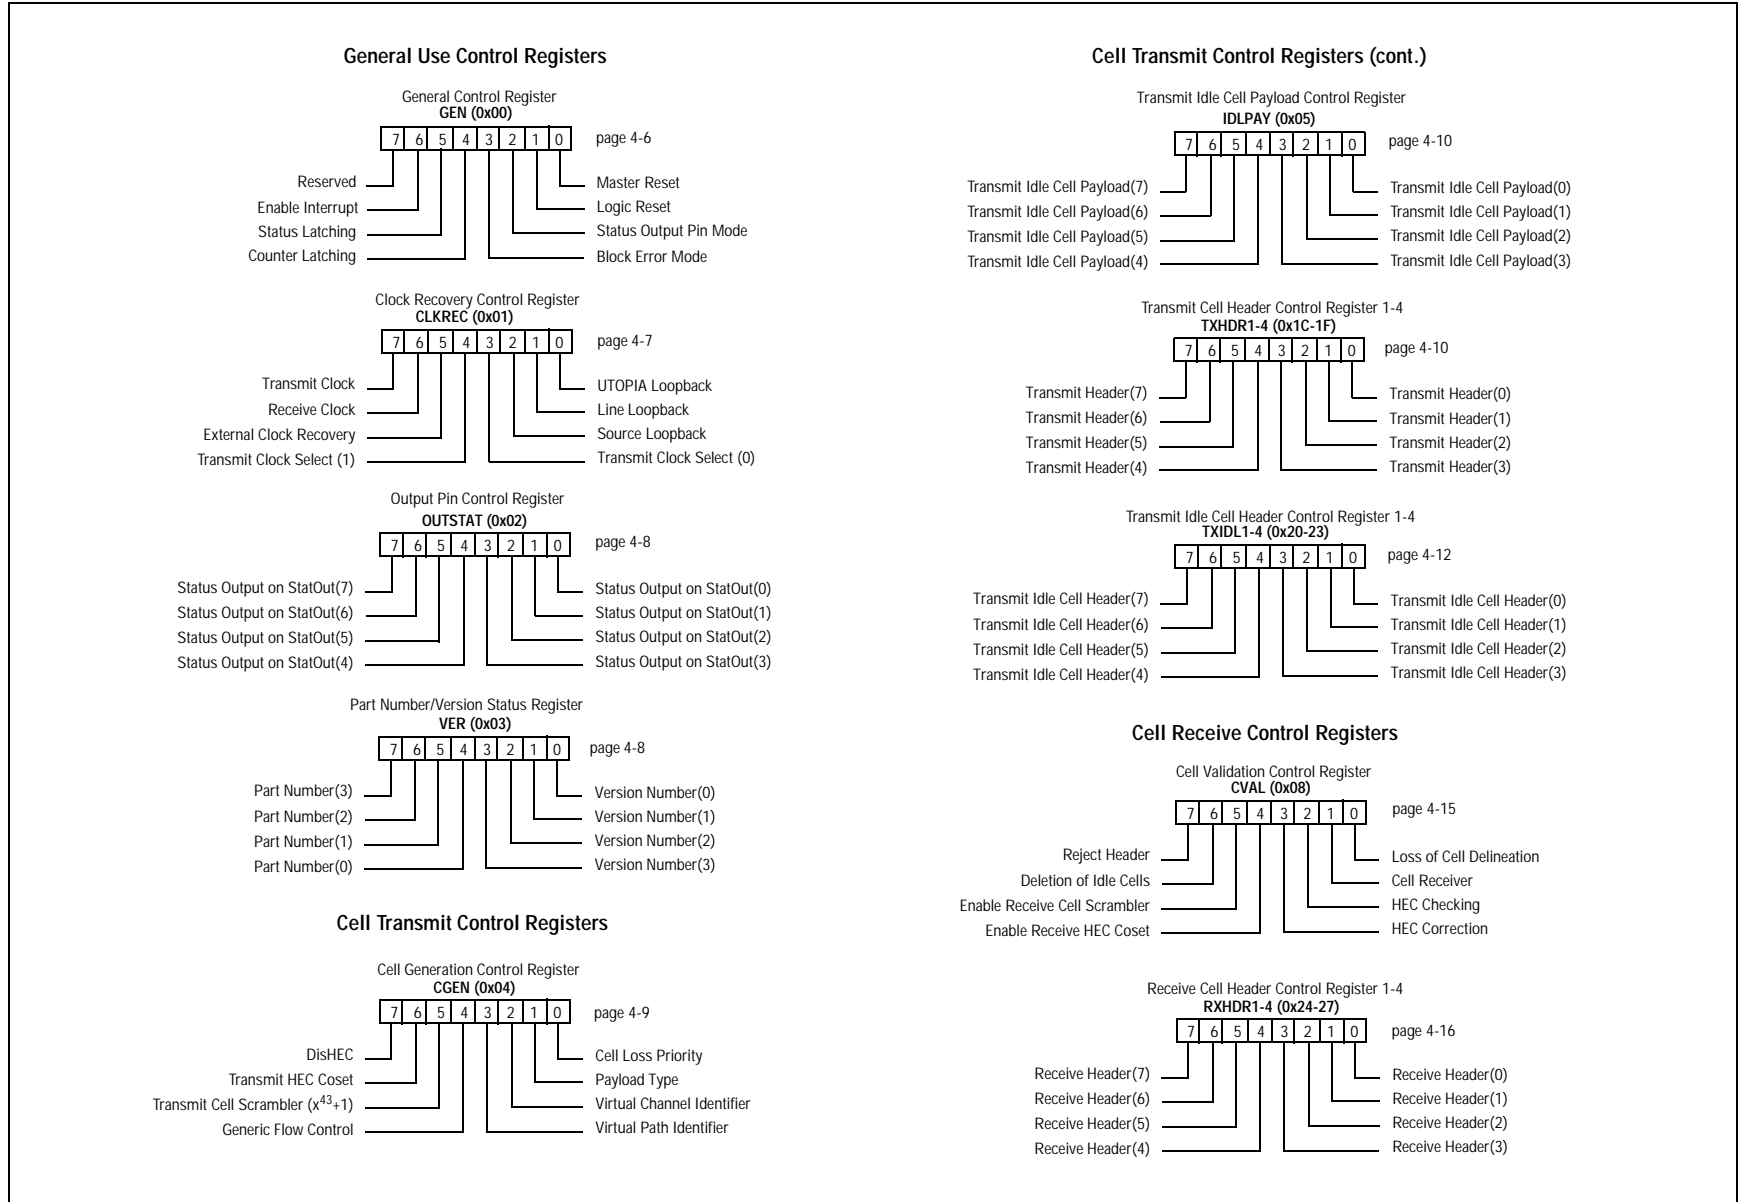 General Use Control Registers
General Control Register
GEN (0x00)
7 6 5 4 3 2 1 0 page 4-6
Reserved
Enable Interrupt
Status Latching
Counter Latching
Master Reset
Logic Reset
Status Output Pin Mode
Block Error Mode
Clock Recovery Control Register
CLKREC (0x01)
7 6 5 4 3 2 1 0 page 4-7
Transmit Clock
Receive Clock
External Clock Recovery
Transmit Clock Select (1)
UTOPIA Loopback
Line Loopback
Source Loopback
Transmit Clock Select (0)
Output Pin Control Register
OUTSTAT (0x02)
7 6 5 4 3 2 1 0 page 4-8
Status Output on StatOut(7)
Status Output on StatOut(6)
Status Output on StatOut(5)
Status Output on StatOut(4)
Status Output on StatOut(0)
Status Output on StatOut(1)
Status Output on StatOut(2)
Status Output on StatOut(3)
Part Number/Version Status Register
VER (0x03)
7 6 5 4 3 2 1 0 page 4-8
Part Number(3)
Part Number(2)
Part Number(1)
Part Number(0)
Version Number(0)
Version Number(1)
Version Number(2)
Version Number(3)
Cell Transmit Control Registers
Cell Generation Control Register
CGEN (0x04)
7 6 5 4 3 2 1 0 page 4-9
DisHEC
Transmit HEC Coset
Transmit Cell Scrambler (x43+1)
Generic Flow Control
Cell Loss Priority
Payload Type
Virtual Channel Identifier
Virtual Path Identifier
Cell Transmit Control Registers (cont.)
Transmit Idle Cell Payload Control Register
IDLPAY (0x05)
7 6 5 4 3 2 1 0 page 4-10
Transmit Idle Cell Payload(7)
Transmit Idle Cell Payload(6)
Transmit Idle Cell Payload(5)
Transmit Idle Cell Payload(4)
Transmit Idle Cell Payload(0)
Transmit Idle Cell Payload(1)
Transmit Idle Cell Payload(2)
Transmit Idle Cell Payload(3)
Transmit Cell Header Control Register 1-4
TXHDR1-4 (0x1C-1F)
7 6 5 4 3 2 1 0 page 4-10
Transmit Header(7)
Transmit Header(6)
Transmit Header(5)
Transmit Header(4)
Transmit Header(0)
Transmit Header(1)
Transmit Header(2)
Transmit Header(3)
Transmit Idle Cell Header Control Register 1-4
TXIDL1-4 (0x20-23)
7 6 5 4 3 2 1 0 page 4-12
Transmit Idle Cell Header(7)
Transmit Idle Cell Header(6)
Transmit Idle Cell Header(5)
Transmit Idle Cell Header(4)
Transmit Idle Cell Header(0)
Transmit Idle Cell Header(1)
Transmit Idle Cell Header(2)
Transmit Idle Cell Header(3)
Cell Receive Control Registers
Cell Validation Control Register
CVAL (0x08)
7 6 5 4 3 2 1 0 page 4-15
Reject Header
Deletion of Idle Cells
Enable Receive Cell Scrambler
Enable Receive HEC Coset
Loss of Cell Delineation
Cell Receiver
HEC Checking
HEC Correction
Receive Cell Header Control Register 1-4
RXHDR1-4 (0x24-27)
7 6 5 4 3 2 1 0 page 4-16
Receive Header(7)
Receive Header(6)
Receive Header(5)
Receive Header(4)
Receive Header(0)
Receive Header(1)
Receive Header(2)
Receive Header(3)